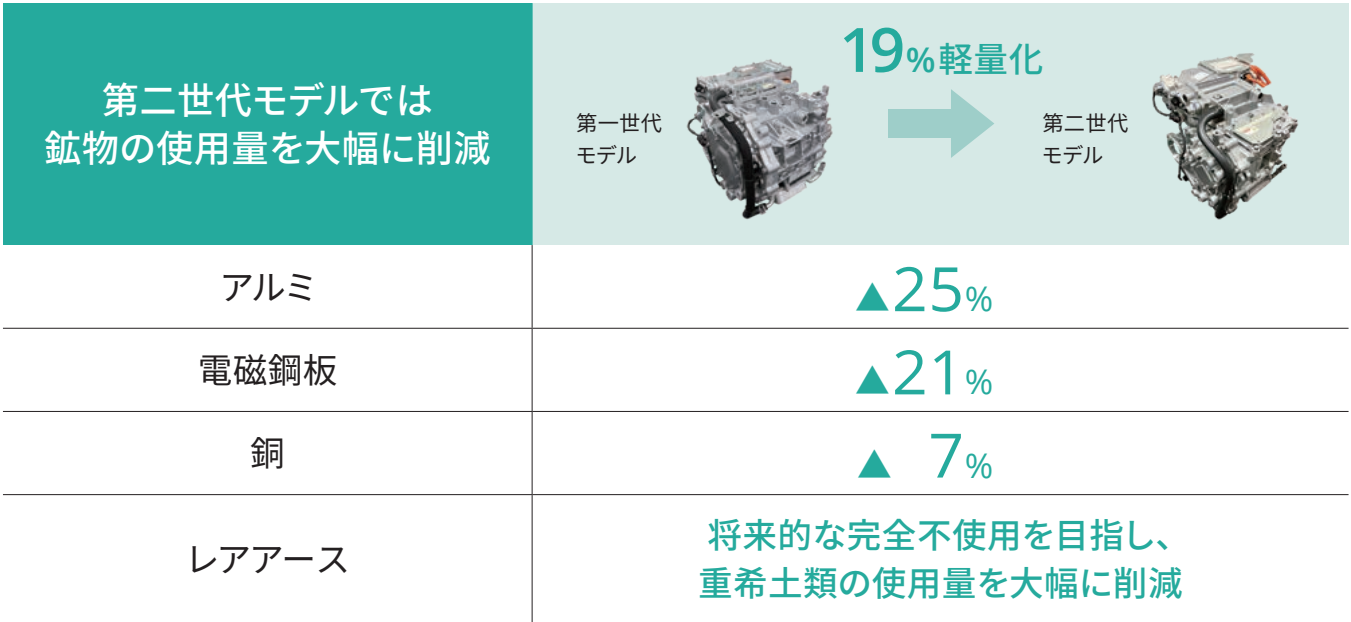 第二世代モデルでは
鉱物の使用量を大幅に削減
19%軽量化
第一世代
モデル
第二世代
モデル
アルミ
▲25%
電磁鋼板
▲21%
銅
▲ 7%
レアアース
将来的な完全不使用を目指し、
重希土類の使用量を大幅に削減